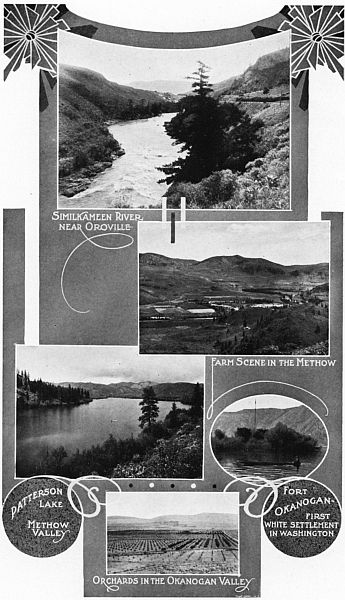 SIMILKAMEEN RIVER
NEAR OROVILLE
FARM SCENE IN THE METHOW
PATTERSON
LAKE
METHOW
VALLEY
FORT
OKANOGAN-
FIRST
WHITE SETTLEMENT
IN WASHINGTON.
ORCHARDS IN THE OKANOGAN VALLEY